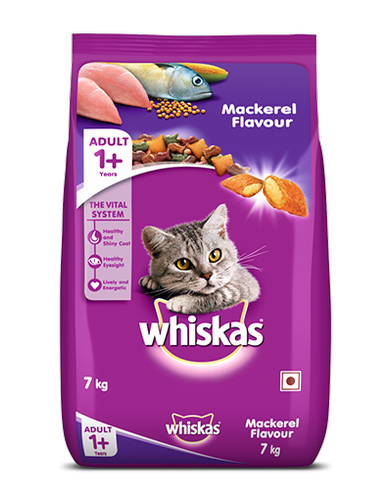 Mackerel
Flavour
ADULT
1+
Years
THE VITAL
SYSTEM
Healthy
and
Shiny Coat
Healthy
Eyesight
Lively and
Energetic
whiskas
7 kg
ADULT
1+
Years
whiskas
Mackerel
Flavour
7 kg